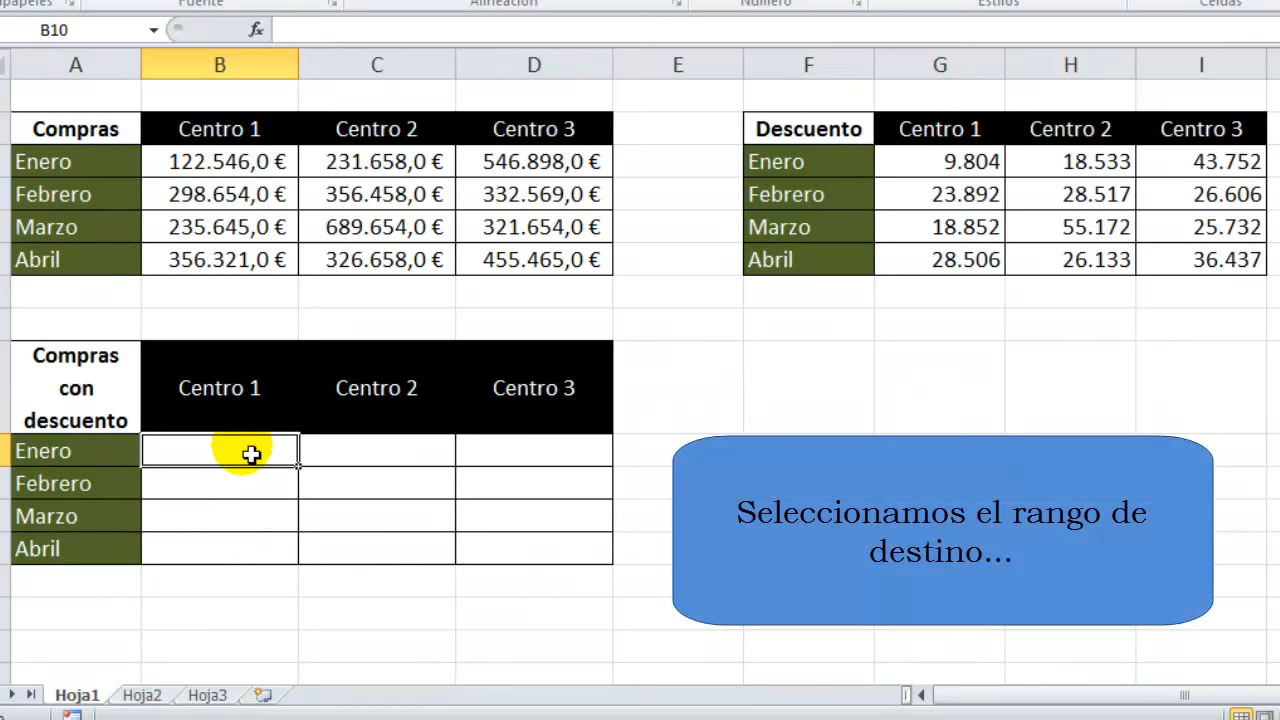 Fuente
Alineación
Número
Estilos
Celdas
B10
fx
A B C D E F G H I
Compras Centro 1 Centro 2 Centro 3
Enero 122.546,0 € 231.658,0 € 546.898,0 €
Febrero 298.654,0 € 356.458,0 € 332.569,0 €
Marzo 235.645,0 € 689.654,0 € 321.654,0 €
Abril 356.321,0 € 326.658,0 € 455.465,0 €
Descuento Centro 1 Centro 2 Centro 3
Enero 9.804 18.533 43.752
Febrero 23.892 28.517 26.606
Marzo 18.852 55.172 25.732
Abril 28.506 26.133 36.437
Compras
con
descuento
Centro 1 Centro 2 Centro 3
Enero
Febrero
Marzo
Abril
Seleccionamos el rango de
destino...
Hoja1 Hoja2 Hoja3